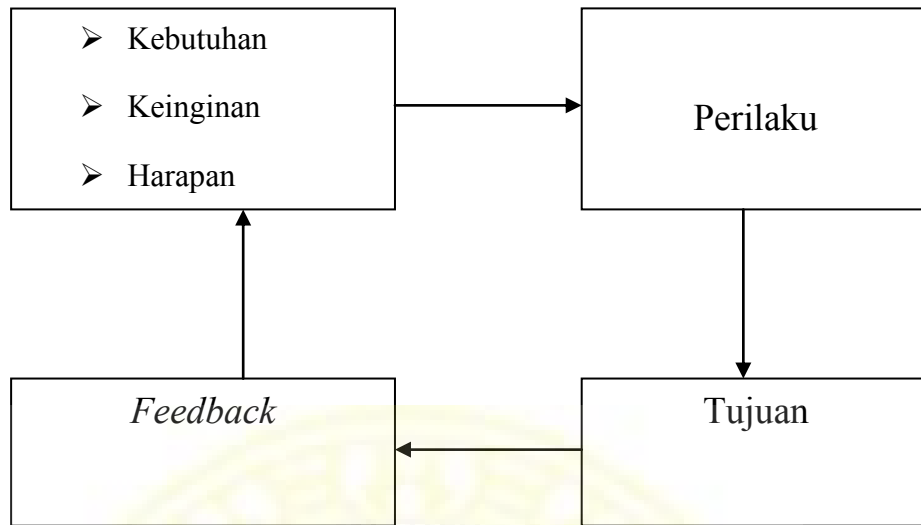 ➢ Kebutuhan
➢ Keinginan
➢ Harapan
Perilaku
Feedback
Tujuan